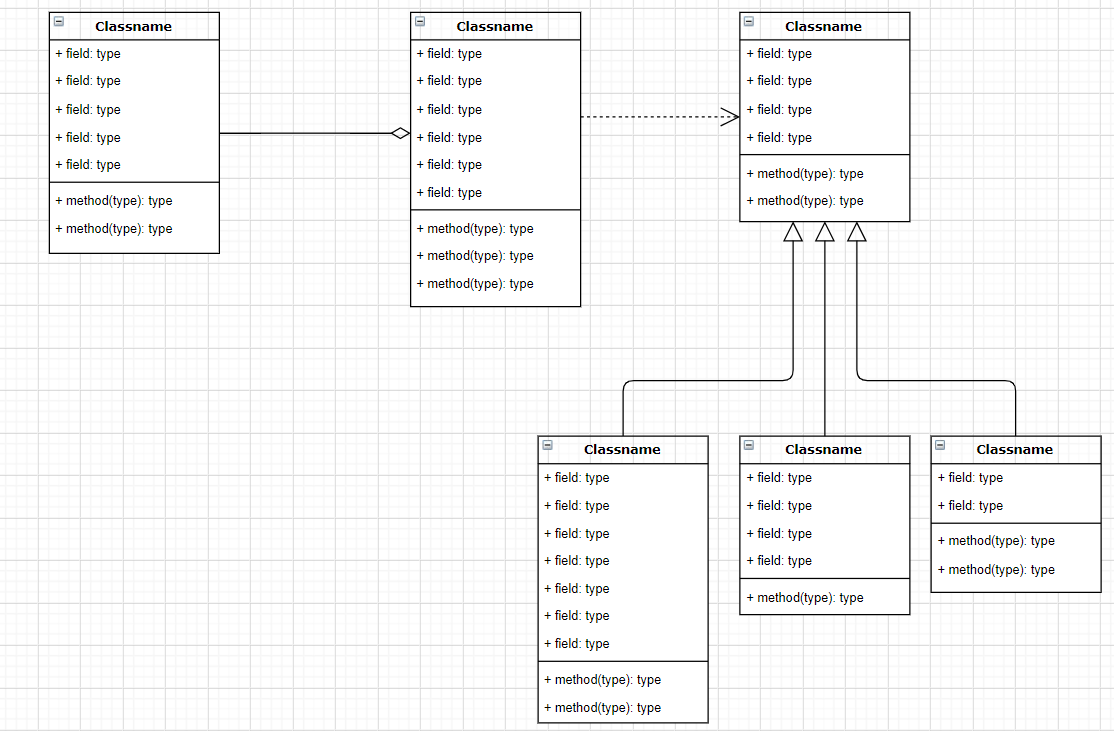 Classname
+ field: type
+ field: type
+ field: type
+ field: type
+ field: type
+ method(type): type
+ method(type): type
Classname
+ field: type
+ field: type
+ field: type
+ field: type
+ field: type
+ field: type
+ method(type): type
+ method(type): type
+ method(type): type
Classname
+ field: type
+ field: type
+ field: type
+ field: type
+ method(type): type
+ method(type): type
Classname
+ field: type
+ field: type
+ field: type
+ field: type
+ field: type
+ field: type
+ field: type
+ method(type): type
+ method(type): type
Classname
+ field: type
+ field: type
+ field: type
+ field: type
+ method(type): type
Classname
+ field: type
+ field: type
+ method(type): type
+ method(type): type